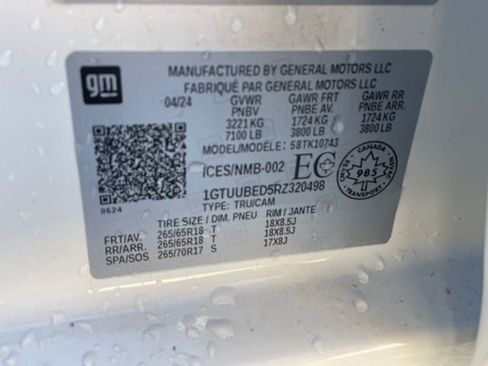 gm
MANUFACTURED BY GENERAL MOTORS LLC
FABRIQUÉ PAR GENERAL MOTORS LLC
04/24 GVWR GAWR FRT GAWR RR
PNBV PNBE AV. PNBE ARR.
3221 KG 1724 KG 1724 KG
7100 LB 3800 LB 3800 LB
MODEL/MODÈLE: 58TK10743
ICES/NMB-002 EC
CANADA
985
TRANSPORT
1GTUUBED5RZ320498
8624
TYPE: TRU/CAM
TIRE SIZE / DIM. PNEU RIM / JANTE
FRT/AV 265/65R18 T 18X8.5J
RR/ARR. 265/65R18 T 18X8.5J
SPA/SOS 265/70R17 S 17X8J